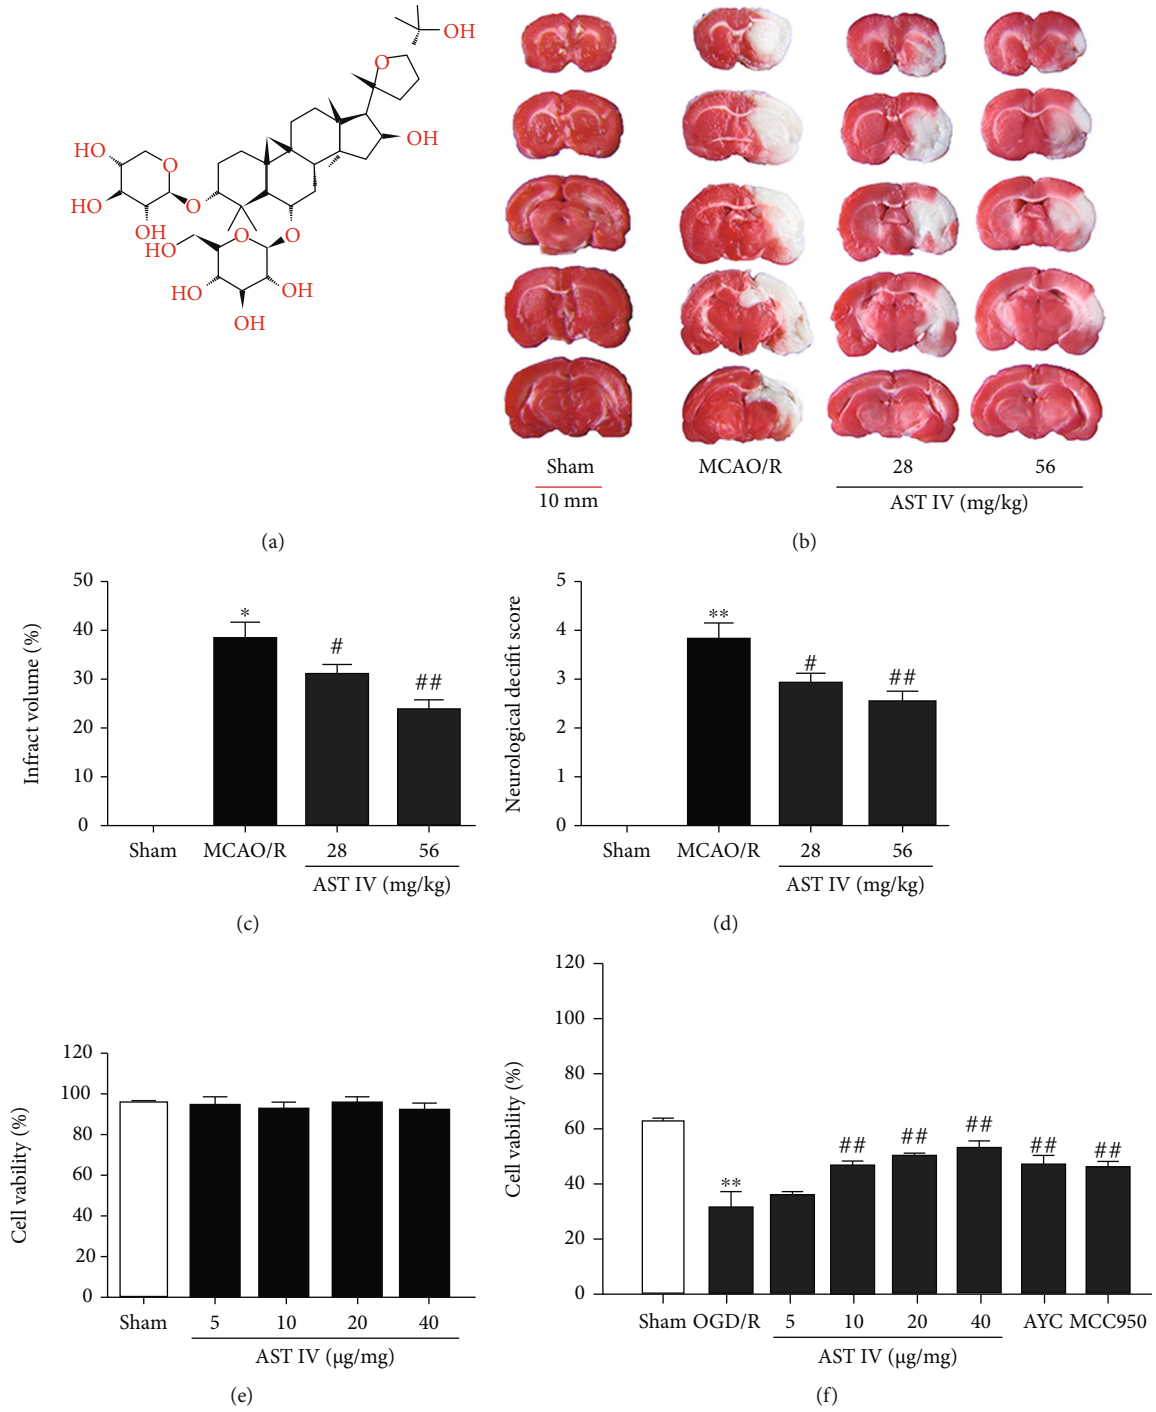 OH
O
OH
HO
O
HO
O
OH
HO
O
O
HO
OH
OH
Sham
MCAO/R
28
56
10 mm
AST IV (mg/kg)
(a)
(b)
50
40
30
20
10
0
Infract volume (%)
*
#
##
Sham
MCAO/R
28
56
AST IV (mg/kg)
(c)
5
4
3
2
1
0
Neurological decifit score
**
#
##
Sham
MCAO/R
28
56
AST IV (mg/kg)
(d)
120
100
80
60
40
20
0
Cell vability (%)
Sham
5
10
20
40
AST IV (μg/mg)
(e)
120
100
80
60
40
20
0
Cell vability (%)
**
##
##
##
##
##
Sham
OGD/R
5
10
20
40
AYC
MCC950
AST IV (μg/mg)
(f)